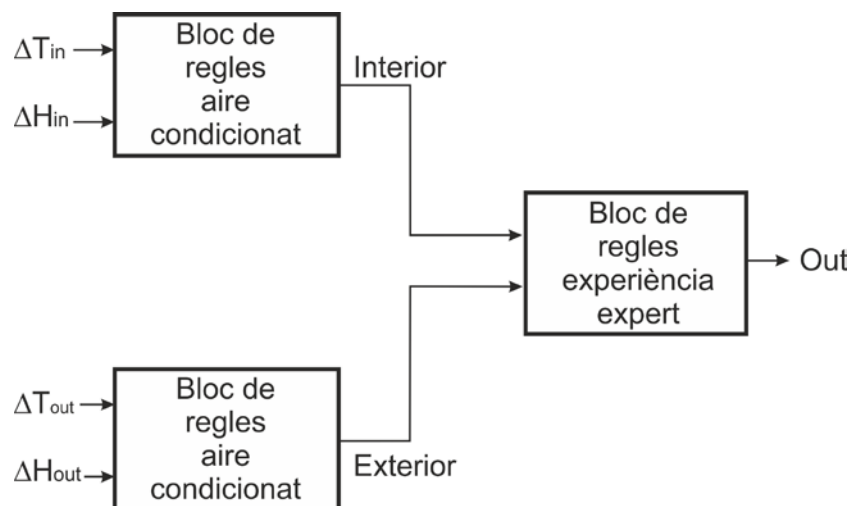 ΔTin
ΔHin
Bloc de
regles
aire
condicionat
Interior
Bloc de
regles
experiència
expert
Out
ΔTout
ΔHout
Bloc de
regles
aire
condicionat
Exterior